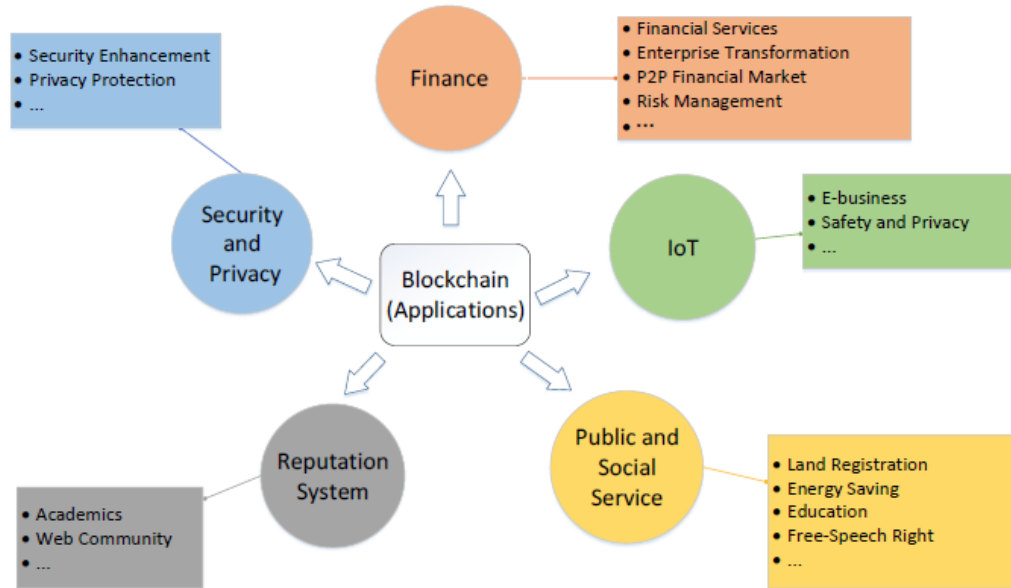 • Security Enhancement
• Privacy Protection
• ...
Finance
• Financial Services
• Enterprise Transformation
• P2P Financial Market
• Risk Management
• ...
Security
and
Privacy
Blockchain
(Applications)
IoT
• E-business
• Safety and Privacy
• ...
Reputation
System
• Academics
• Web Community
• ...
Public and
Social
Service
• Land Registration
• Energy Saving
• Education
• Free-Speech Right
• ...